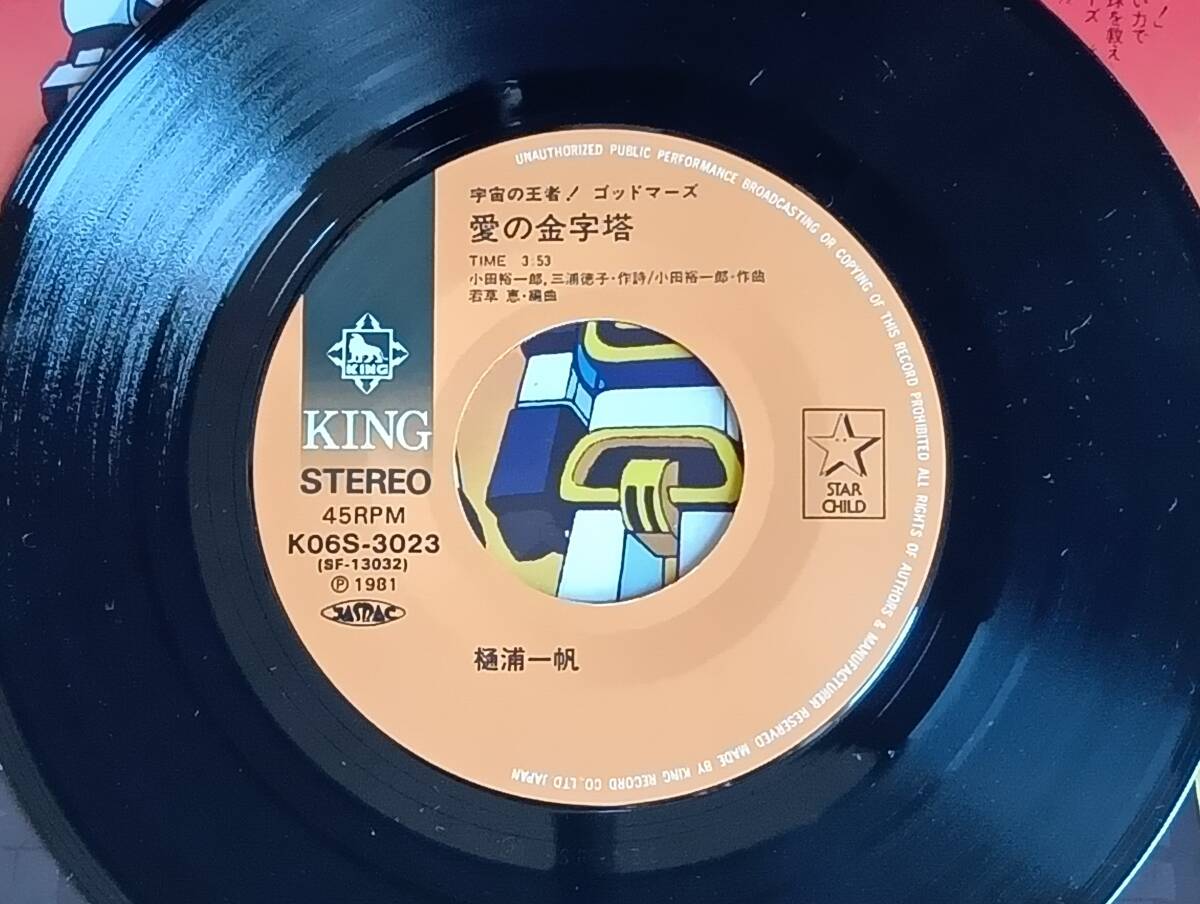 宇宙の王者! ゴッドマーズ
愛の金字塔
TIME 3:53
小田裕一郎,三浦徳子・作詩/小田裕一郎・作曲
若草 恵・編曲
KING
KING
STEREO
45RPM
K06S-3023
(SF-13032)
Ⓟ 1981
JASRAC
STAR
CHILD
樋浦一帆
UNAUTHORIZED PUBLIC PERFORMANCE BROADCASTING OR COPYING OF THIS RECORD PROHIBITED ALL RIGHTS OF AUTHORS & MANUFACTURER RESERVED MADE BY KING RECORD CO.,LTD JAPAN